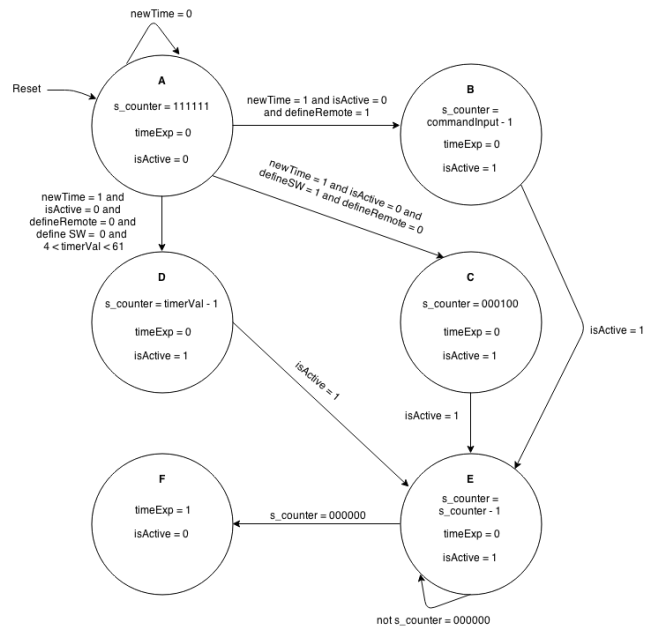 newTime = 0
Reset
A
s_counter = 111111
timeExp = 0
isActive = 0
newTime = 1 and isActive = 0
and defineRemote = 1
B
s_counter =
commandInput - 1
timeExp = 0
isActive = 1
newTime = 1 and isActive = 0 and
defineSW = 1 and defineRemote = 0
newTime = 1 and
isActive = 0 and
defineRemote = 0 and
define SW = 0 and
4 < timerVal < 61
D
s_counter = timerVal - 1
timeExp = 0
isActive = 1
C
s_counter = 000100
timeExp = 0
isActive = 1
isActive = 1
isActive = 1
isActive = 1
F
timeExp = 1
isActive = 0
s_counter = 000000
E
s_counter =
s_counter - 1
timeExp = 0
isActive = 1
not s_counter = 000000